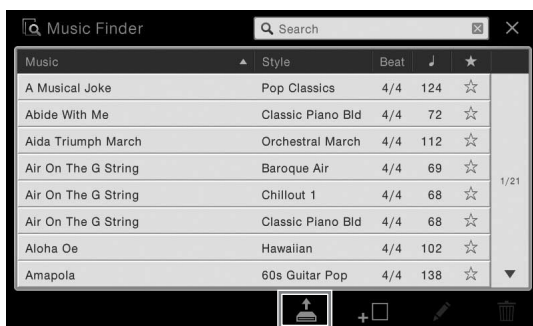 Music Finder Search
Music Style Beat ♩ ★
A Musical Joke Pop Classics 4/4 124 ☆
Abide With Me Classic Piano Bld 4/4 72 ☆
Aida Triumph March Orchestral March 4/4 112 ☆
Air On The G String Baroque Air 4/4 69 ☆
Air On The G String Chillout 1 4/4 68 ☆
Air On The G String Classic Piano Bld 4/4 68 ☆
Aloha Oe Hawaiian 4/4 102 ☆
Amapola 60s Guitar Pop 4/4 138 ☆
1/21